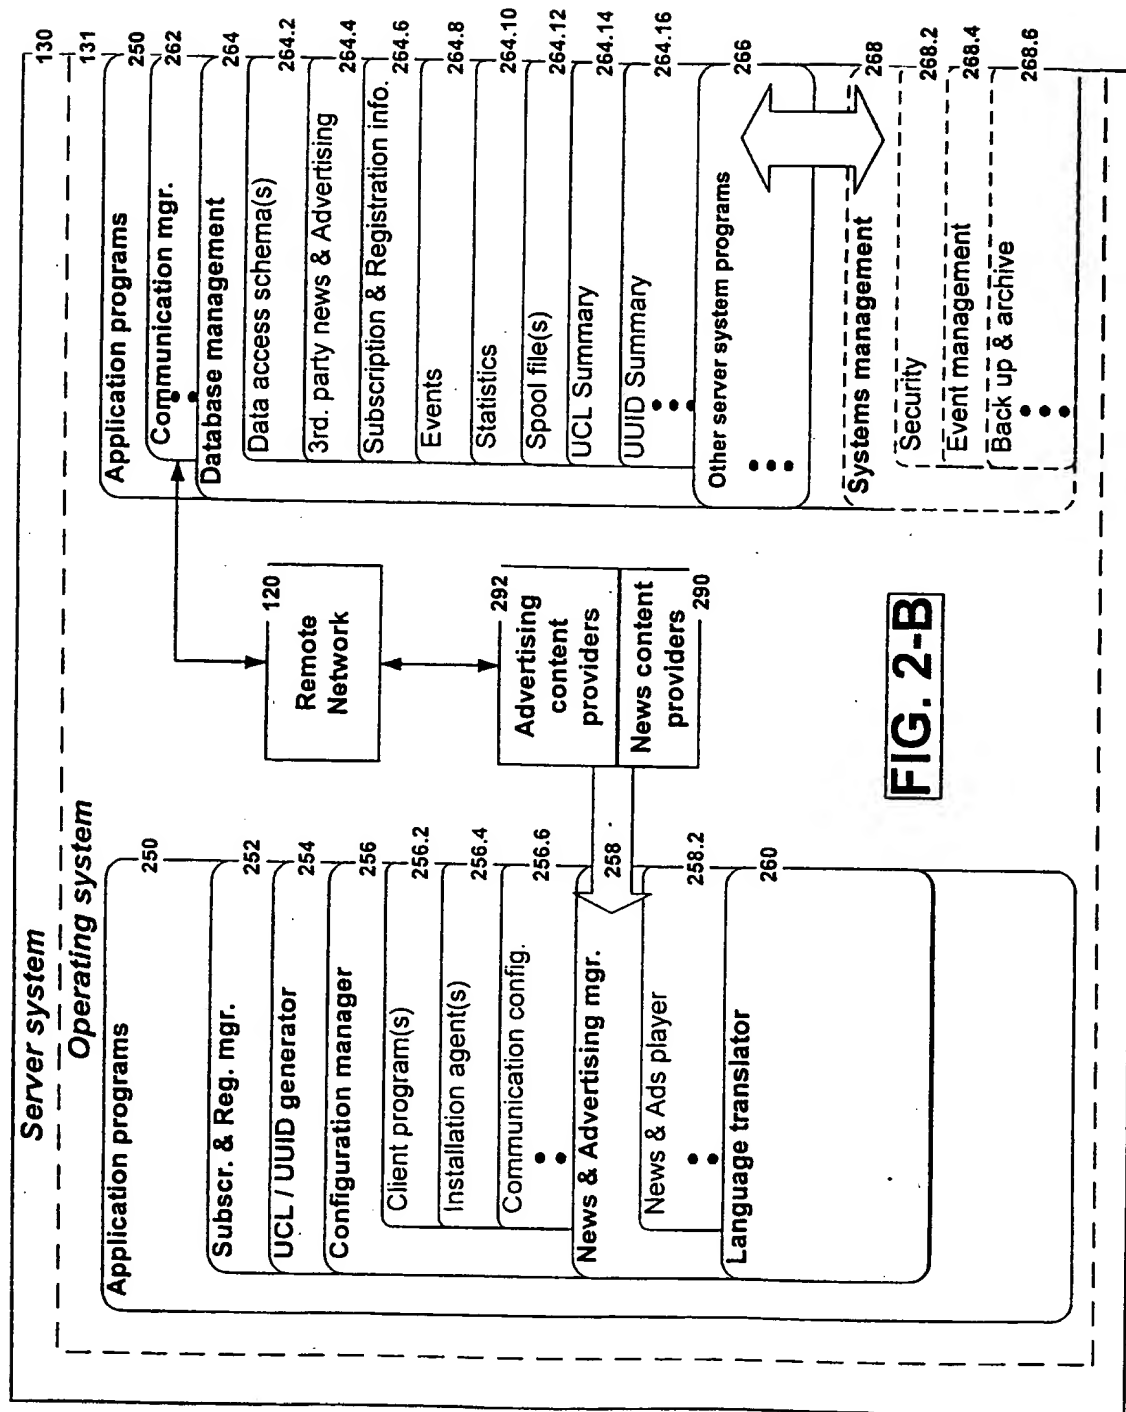 Server system
130
Operating system
131
Application programs
250
Subscr. & Reg. mgr.
252
UCL / UUID generator
254
Configuration manager
256
Client program(s)
256.2
Installation agent(s)
256.4
Communication config.
256.6
News & Advertising mgr.
258
News & Ads player
258.2
Language translator
260
Remote
Network
120
Advertising
content
providers
292
News content
providers
290
Application programs
250
Communication mgr.
262
Database management
264
Data access schema(s)
264.2
3rd. party news & Advertising
264.4
Subscription & Registration info.
264.6
Events
264.8
Statistics
264.10
Spool file(s)
264.12
UCL Summary
264.14
UUID Summary
264.16
Other server system programs
266
Systems management
268
Security
268.2
Event management
268.4
Back up & archive
268.6
FIG. 2-B